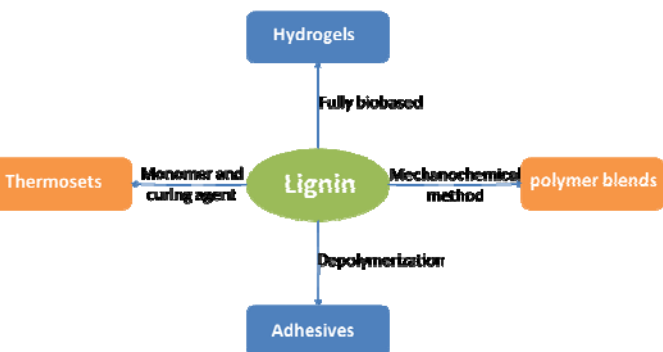 Hydrogels
Fully biobased
Thermosets
Monomer and
curing agent
Lignin
Mechanochemical
method
polymer blends
Depolymerization
Adhesives